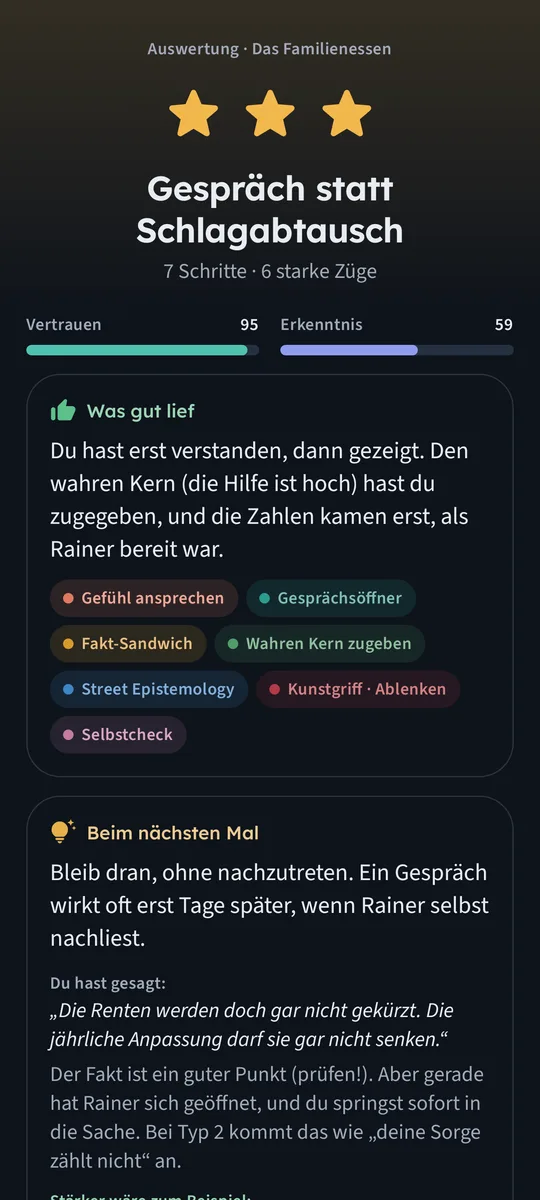 Auswertung · Das Familienessen
Gespräch statt
Schlagabtausch
7 Schritte · 6 starke Züge
Vertrauen 95 Erkenntnis 59
Was gut lief
Du hast erst verstanden, dann gezeigt. Den
wahren Kern (die Hilfe ist hoch) hast du
zugegeben, und die Zahlen kamen erst, als
Rainer bereit war.
Gefühl ansprechen Gesprächsöffner
Fakt-Sandwich Wahren Kern zugeben
Street Epistemology Kunstgriff · Ablenken
Selbstcheck
Beim nächsten Mal
Bleib dran, ohne nachzutreten. Ein Gespräch
wirkt oft erst Tage später, wenn Rainer selbst
nachliest.
Du hast gesagt:
„Die Renten werden doch gar nicht gekürzt. Die
jährliche Anpassung darf sie gar nicht senken.“
Der Fakt ist ein guter Punkt (prüfen!). Aber gerade
hat Rainer sich geöffnet, und du springst sofort in
die Sache. Bei Typ 2 kommt das wie „deine Sorge
zählt nicht“ an.
Stärker wäre zum Beispiel: